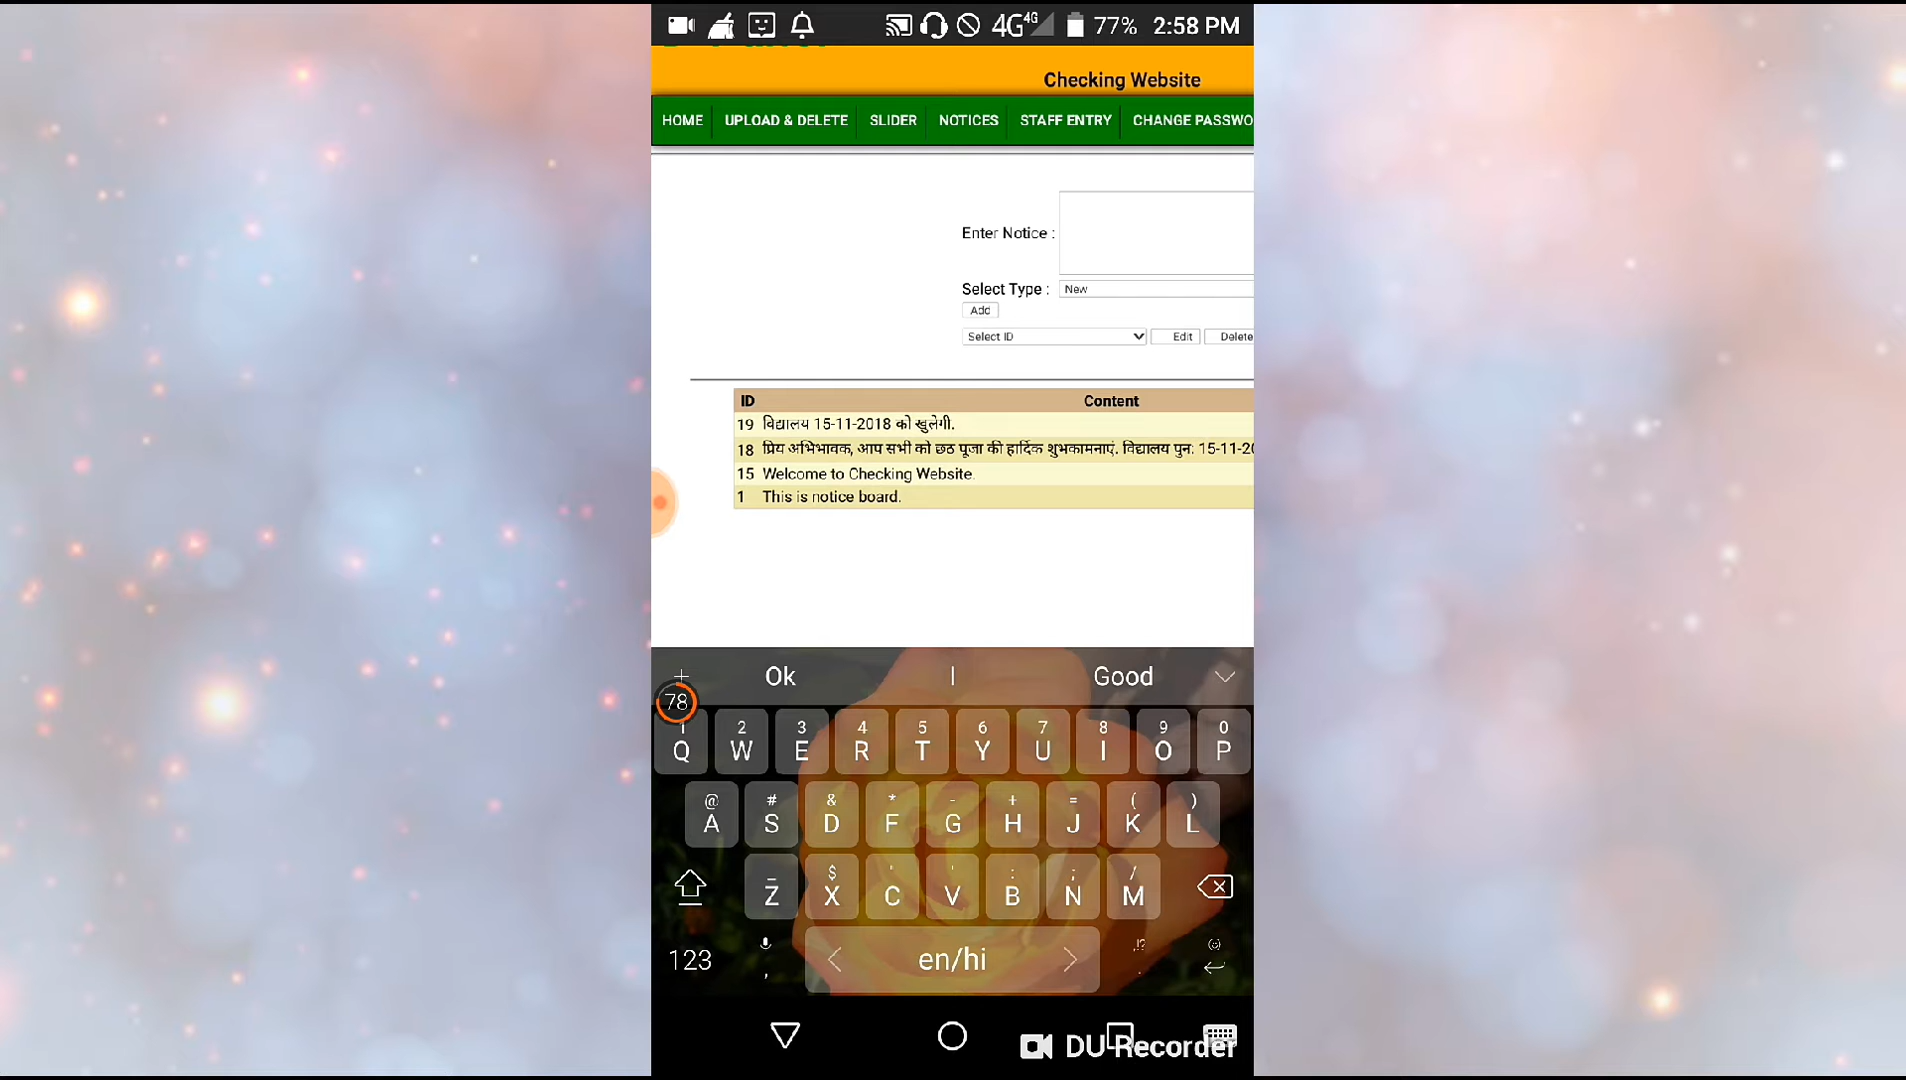 4G 4G 77% 2:58 PM
Checking Website
HOME UPLOAD & DELETE SLIDER NOTICES STAFF ENTRY CHANGE PASSWO
Enter Notice :
Select Type : New
Add
Select ID Edit Delete
ID Content
19 विद्यालय 15-11-2018 को खुलेगी.
18 प्रिय अभिभावक, आप सभी को छठ पूजा की हार्दिक शुभकामनाएं. विद्यालय पुन: 15-11-20
15 Welcome to Checking Website.
1 This is notice board.
+ Ok I Good
78
1 2 3 4 5 6 7 8 9 0
Q W E R T Y U I O P
@ # & * - + = ( )
A S D F G H J K L
_ $ " ' : ; /
Z X C V B N M
123 , en/hi !? .
DU Recorder